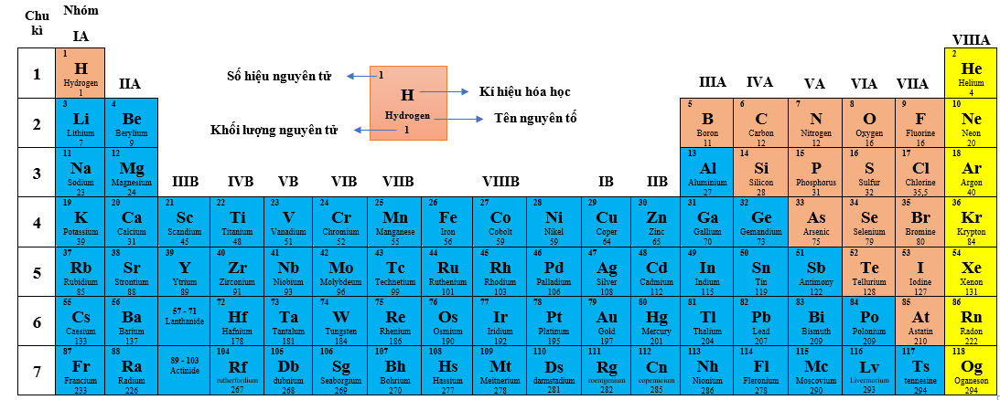 Chu kì
Nhóm
IA
VIIIA
1
1
H
Hydrogen
1
2
He
Helium
4
Số hiệu nguyên tử
1
H
Hydrogen
1
Kí hiệu hóa học
Tên nguyên tố
Khối lượng nguyên tử
IIA IIIA IVA VA VIA VIIA
2
3 4 5 6 7 8 9 10
Li Be B C N O F Ne
Lithium Berylium Boron Carbon Nitrogen Oxygen Fluorine Neon
7 9 11 12 12 16 16 20
3
11 12 13 14 15 16 17 18
Na Mg Al Si P S Cl Ar
Sodium Magnesium Aluminium Silicon Phosphorus Sulfur Chlorine Argon
23 24 27 28 31 32 35,5 40
IIIB IVB VB VIB VIIB VIIIB IB IIB
4
19 20 21 22 23 24 25 26 27 28 29 30 31 32 33 34 35 36
K Ca Sc Ti V Cr Mn Fe Co Ni Cu Zn Ga Ge As Se Br Kr
Potassium Calcium Scandium Titanium Vanadium Chromium Manganese Iron Cobolt Nikel Coper Zinc Gallium Gemandium Arsenic Selenium Bromine Krypton
39 31 45 48 51 52 55 56 59 59 64 65 70 73 75 79 80 84
5
37 38 39 40 41 42 43 44 45 46 47 48 49 50 51 52 53 54
Rb Sr Y Zr Nb Mo Tc Ru Rh Pd Ag Cd In Sn Sb Te I Xe
Rubidium Strontium Ytrium Zirconium Niobium Molybdeum Technetium Ruthenium Rhodium Palladium Silver Cadmium Indium Tin Antimony Tellurium Iodine Xenon
85 88 89 91 93 96 99 101 103 106 108 112 115 119 122 128 127 131
6
55 56 57 - 71 72 73 74 75 76 77 78 79 80 81 82 83 84 85 86
Cs Ba Lanthanide Hf Ta W Re Os Ir Pt Au Hg Tl Pb Bi Po At Rn
Caesium Barium Hafnium Tantalum Tungsten Rhenium Osmium Iridium Platinum Gold Mercury Thalium Lead Bismuth Polonium Astatin Radon
133 137 178 181 184 186 190 192 195 197 201 204 207 209 209 210 222
7
87 88 89 - 103 104 105 106 107 108 109 110 111 112 113 114 115 116 117 118
Fr Ra Actinide Rf Db Sg Bh Hs Mt Ds Rg Cn Nh Fl Mc Lv Ts Og
Francium Radium rutherfordium dubnium Seaborgium Bohrium Hassium Meitnerium darmstadium roentgenium copernicium Nionium Fleronium Moscovium Livermorium tennesine Oganeson
233 226 267 268 269 270 277 278 281 282 285 286 278 290 293 294 294